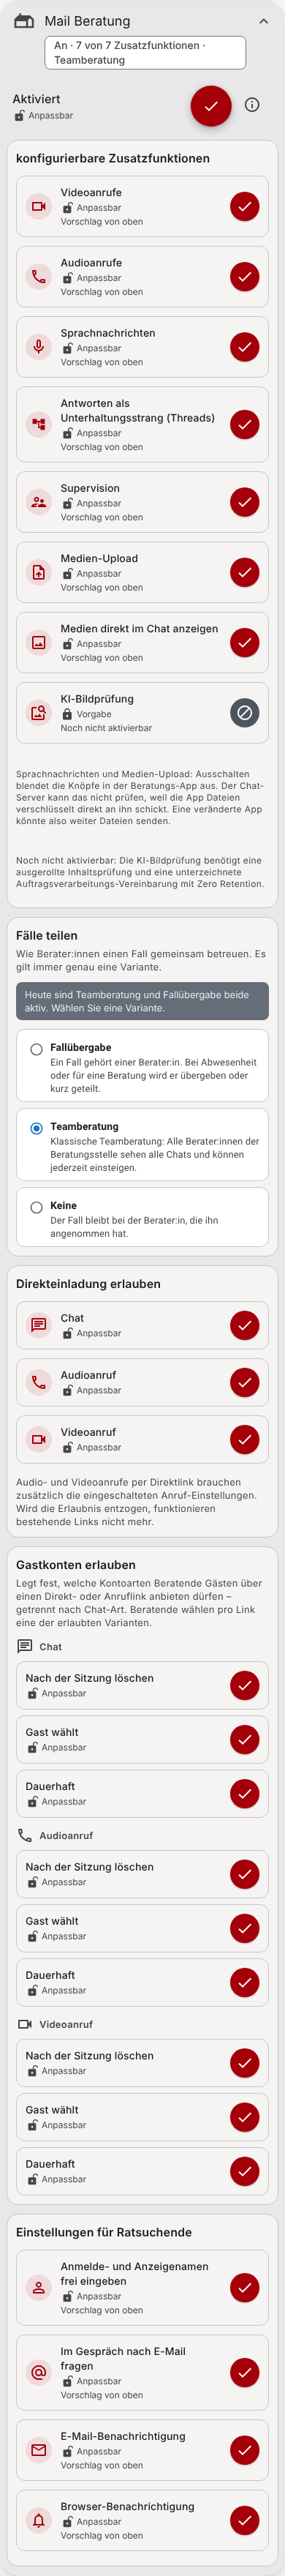 Mail Beratung
An · 7 von 7 Zusatzfunktionen ·
Teamberatung
Aktiviert
Anpassbar
konfigurierbare Zusatzfunktionen
Videoanrufe
Anpassbar
Vorschlag von oben
Audioanrufe
Anpassbar
Vorschlag von oben
Sprachnachrichten
Anpassbar
Vorschlag von oben
Antworten als
Unterhaltungsstrang (Threads)
Anpassbar
Vorschlag von oben
Supervision
Anpassbar
Vorschlag von oben
Medien-Upload
Anpassbar
Vorschlag von oben
Medien direkt im Chat anzeigen
Anpassbar
Vorschlag von oben
KI-Bildprüfung
Vorgabe
Noch nicht aktivierbar
Sprachnachrichten und Medien-Upload: Ausschalten
blendet die Knöpfe in der Beratungs-App aus. Der Chat-
Server kann das nicht prüfen, weil die App Dateien
verschlüsselt direkt an ihn schickt. Eine veränderte App
könnte also weiter Dateien senden.
Noch nicht aktivierbar: Die KI-Bildprüfung benötigt eine
ausgerollte Inhaltsprüfung und eine unterzeichnete
Auftragsverarbeitungs-Vereinbarung mit Zero Retention.
Fälle teilen
Wie Berater:innen einen Fall gemeinsam betreuen. Es
gilt immer genau eine Variante.
Heute sind Teamberatung und Fallübergabe beide
aktiv. Wählen Sie eine Variante.
Fallübergabe
Ein Fall gehört einer Berater:in. Bei Abwesenheit
oder für eine Beratung wird er übergeben oder
kurz geteilt.
Teamberatung
Klassische Teamberatung: Alle Berater:innen der
Beratungsstelle sehen alle Chats und können
jederzeit einsteigen.
Keine
Der Fall bleibt bei der Berater:in, die ihn
angenommen hat.
Direkteinladung erlauben
Chat
Anpassbar
Audioanruf
Anpassbar
Videoanruf
Anpassbar
Audio- und Videoanrufe per Direktlink brauchen
zusätzlich die eingeschalteten Anruf-Einstellungen.
Wird die Erlaubnis entzogen, funktionieren
bestehende Links nicht mehr.
Gastkonten erlauben
Legt fest, welche Kontoarten Beratende Gästen über
einen Direkt- oder Anruflink anbieten dürfen –
getrennt nach Chat-Art. Beratende wählen pro Link
eine der erlaubten Varianten.
Chat
Nach der Sitzung löschen
Anpassbar
Gast wählt
Anpassbar
Dauerhaft
Anpassbar
Audioanruf
Nach der Sitzung löschen
Anpassbar
Gast wählt
Anpassbar
Dauerhaft
Anpassbar
Videoanruf
Nach der Sitzung löschen
Anpassbar
Gast wählt
Anpassbar
Dauerhaft
Anpassbar
Einstellungen für Ratsuchende
Anmelde- und Anzeigenamen
frei eingeben
Anpassbar
Vorschlag von oben
Im Gespräch nach E-Mail
fragen
Anpassbar
Vorschlag von oben
E-Mail-Benachrichtigung
Anpassbar
Vorschlag von oben
Browser-Benachrichtigung
Anpassbar
Vorschlag von oben